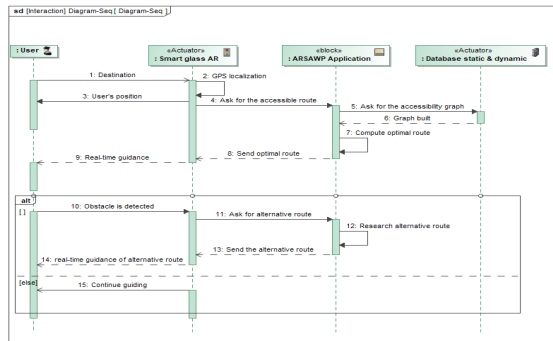 sd [Interaction] Diagram-Seq [ Diagram-Seq ]
: User
«Actuator»
: Smart glass AR
«block»
: ARSAWP Application
«Actuator»
: Database static & dynamic
1: Destination
2: GPS localization
3: User's position
4: Ask for the accessible route
5: Ask for the accessibility graph
6: Graph built
7: Compute optimal route
8: Send optimal route
9: Real-time guidance
alt
[ ]
10: Obstacle is detected
11: Ask for alternative route
12: Research alternative route
13: Send the alternative route
14: real-time guidance of alternative route
[else]
15: Continue guiding